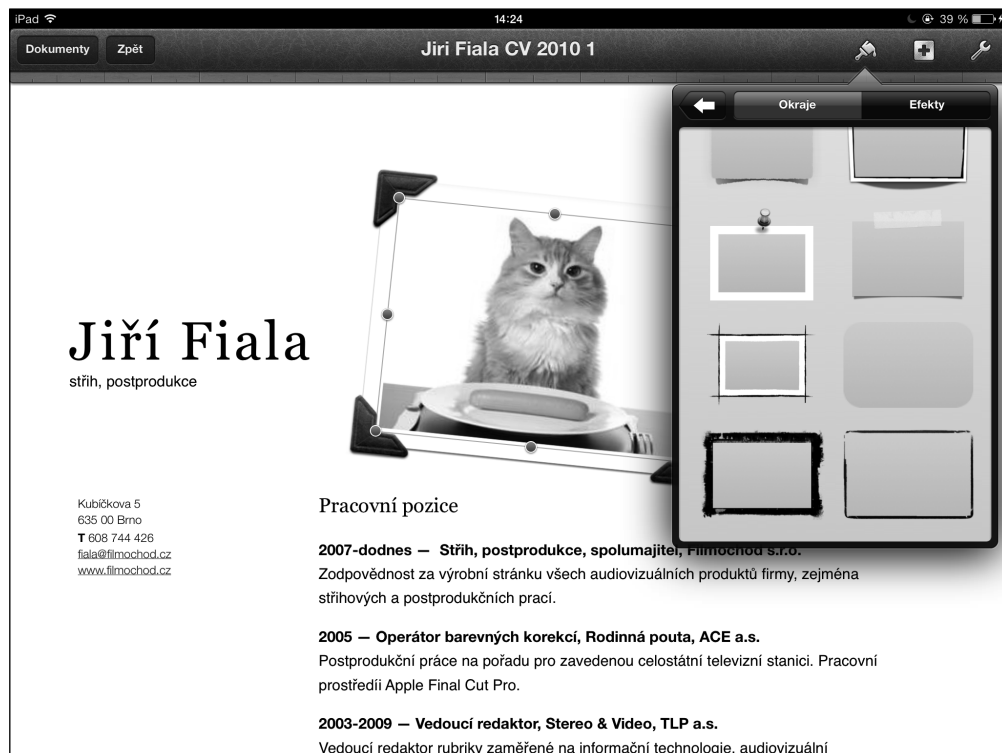 iPad
14:24
39 %
Dokumenty
Zpět
Jiri Fiala CV 2010 1
Okraje
Efekty
Jiří Fiala
střih, postprodukce
Kubíčkova 5
635 00 Brno
T 608 744 426
fiala@filmochod.cz
www.filmochod.cz
Pracovní pozice
2007-dodnes — Střih, postprodukce, spolumajitel, Filmochod s.r.o.
Zodpovědnost za výrobní stránku všech audiovizuálních produktů firmy, zejména
střihových a postprodukčních prací.
2005 — Operátor barevných korekcí, Rodinná pouta, ACE a.s.
Postprodukční práce na pořadu pro zavedenou celostátní televizní stanici. Pracovní
prostředíi Apple Final Cut Pro.
2003-2009 — Vedoucí redaktor, Stereo & Video, TLP a.s.
Vedoucí redaktor rubriky zaměřené na informační technologie, audiovizuální